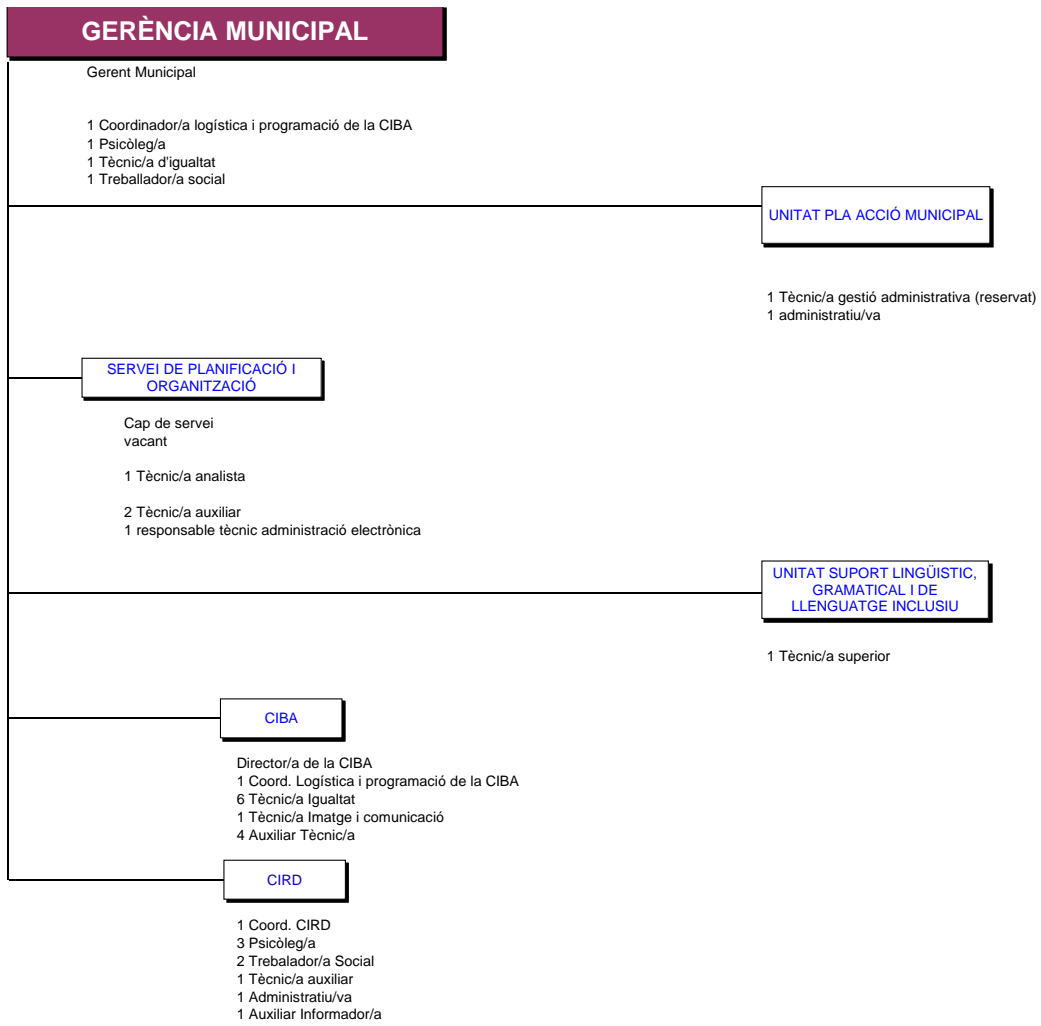 GERÈNCIA MUNICIPAL
Gerent Municipal
1 Coordinador/a logística i programació de la CIBA
1 Psicòleg/a
1 Tècnic/a d'igualtat
1 Treballador/a social
UNITAT PLA ACCIÓ MUNICIPAL
1 Tècnic/a gestió administrativa (reservat)
1 administratiu/va
SERVEI DE PLANIFICACIÓ I
ORGANITZACIÓ
Cap de servei
vacant
1 Tècnic/a analista
2 Tècnic/a auxiliar
1 responsable tècnic administració electrònica
UNITAT SUPORT LINGÜISTIC,
GRAMATICAL I DE
LLENGUATGE INCLUSIU
1 Tècnic/a superior
CIBA
Director/a de la CIBA
1 Coord. Logística i programació de la CIBA
6 Tècnic/a Igualtat
1 Tècnic/a Imatge i comunicació
4 Auxiliar Tècnic/a
CIRD
1 Coord. CIRD
3 Psicòleg/a
2 Trebalador/a Social
1 Tècnic/a auxiliar
1 Administratiu/va
1 Auxiliar Informador/a